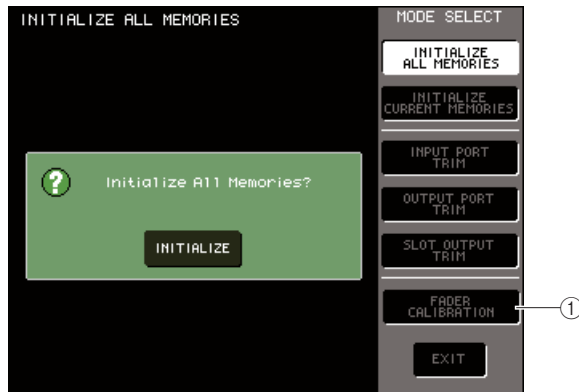 INITIALIZE ALL MEMORIES
Initialize All Memories?
INITIALIZE
MODE SELECT
INITIALIZE
ALL MEMORIES
INITIALIZE
CURRENT MEMORIES
INPUT PORT
TRIM
OUTPUT PORT
TRIM
SLOT OUTPUT
TRIM
FADER
CALIBRATION
①
EXIT